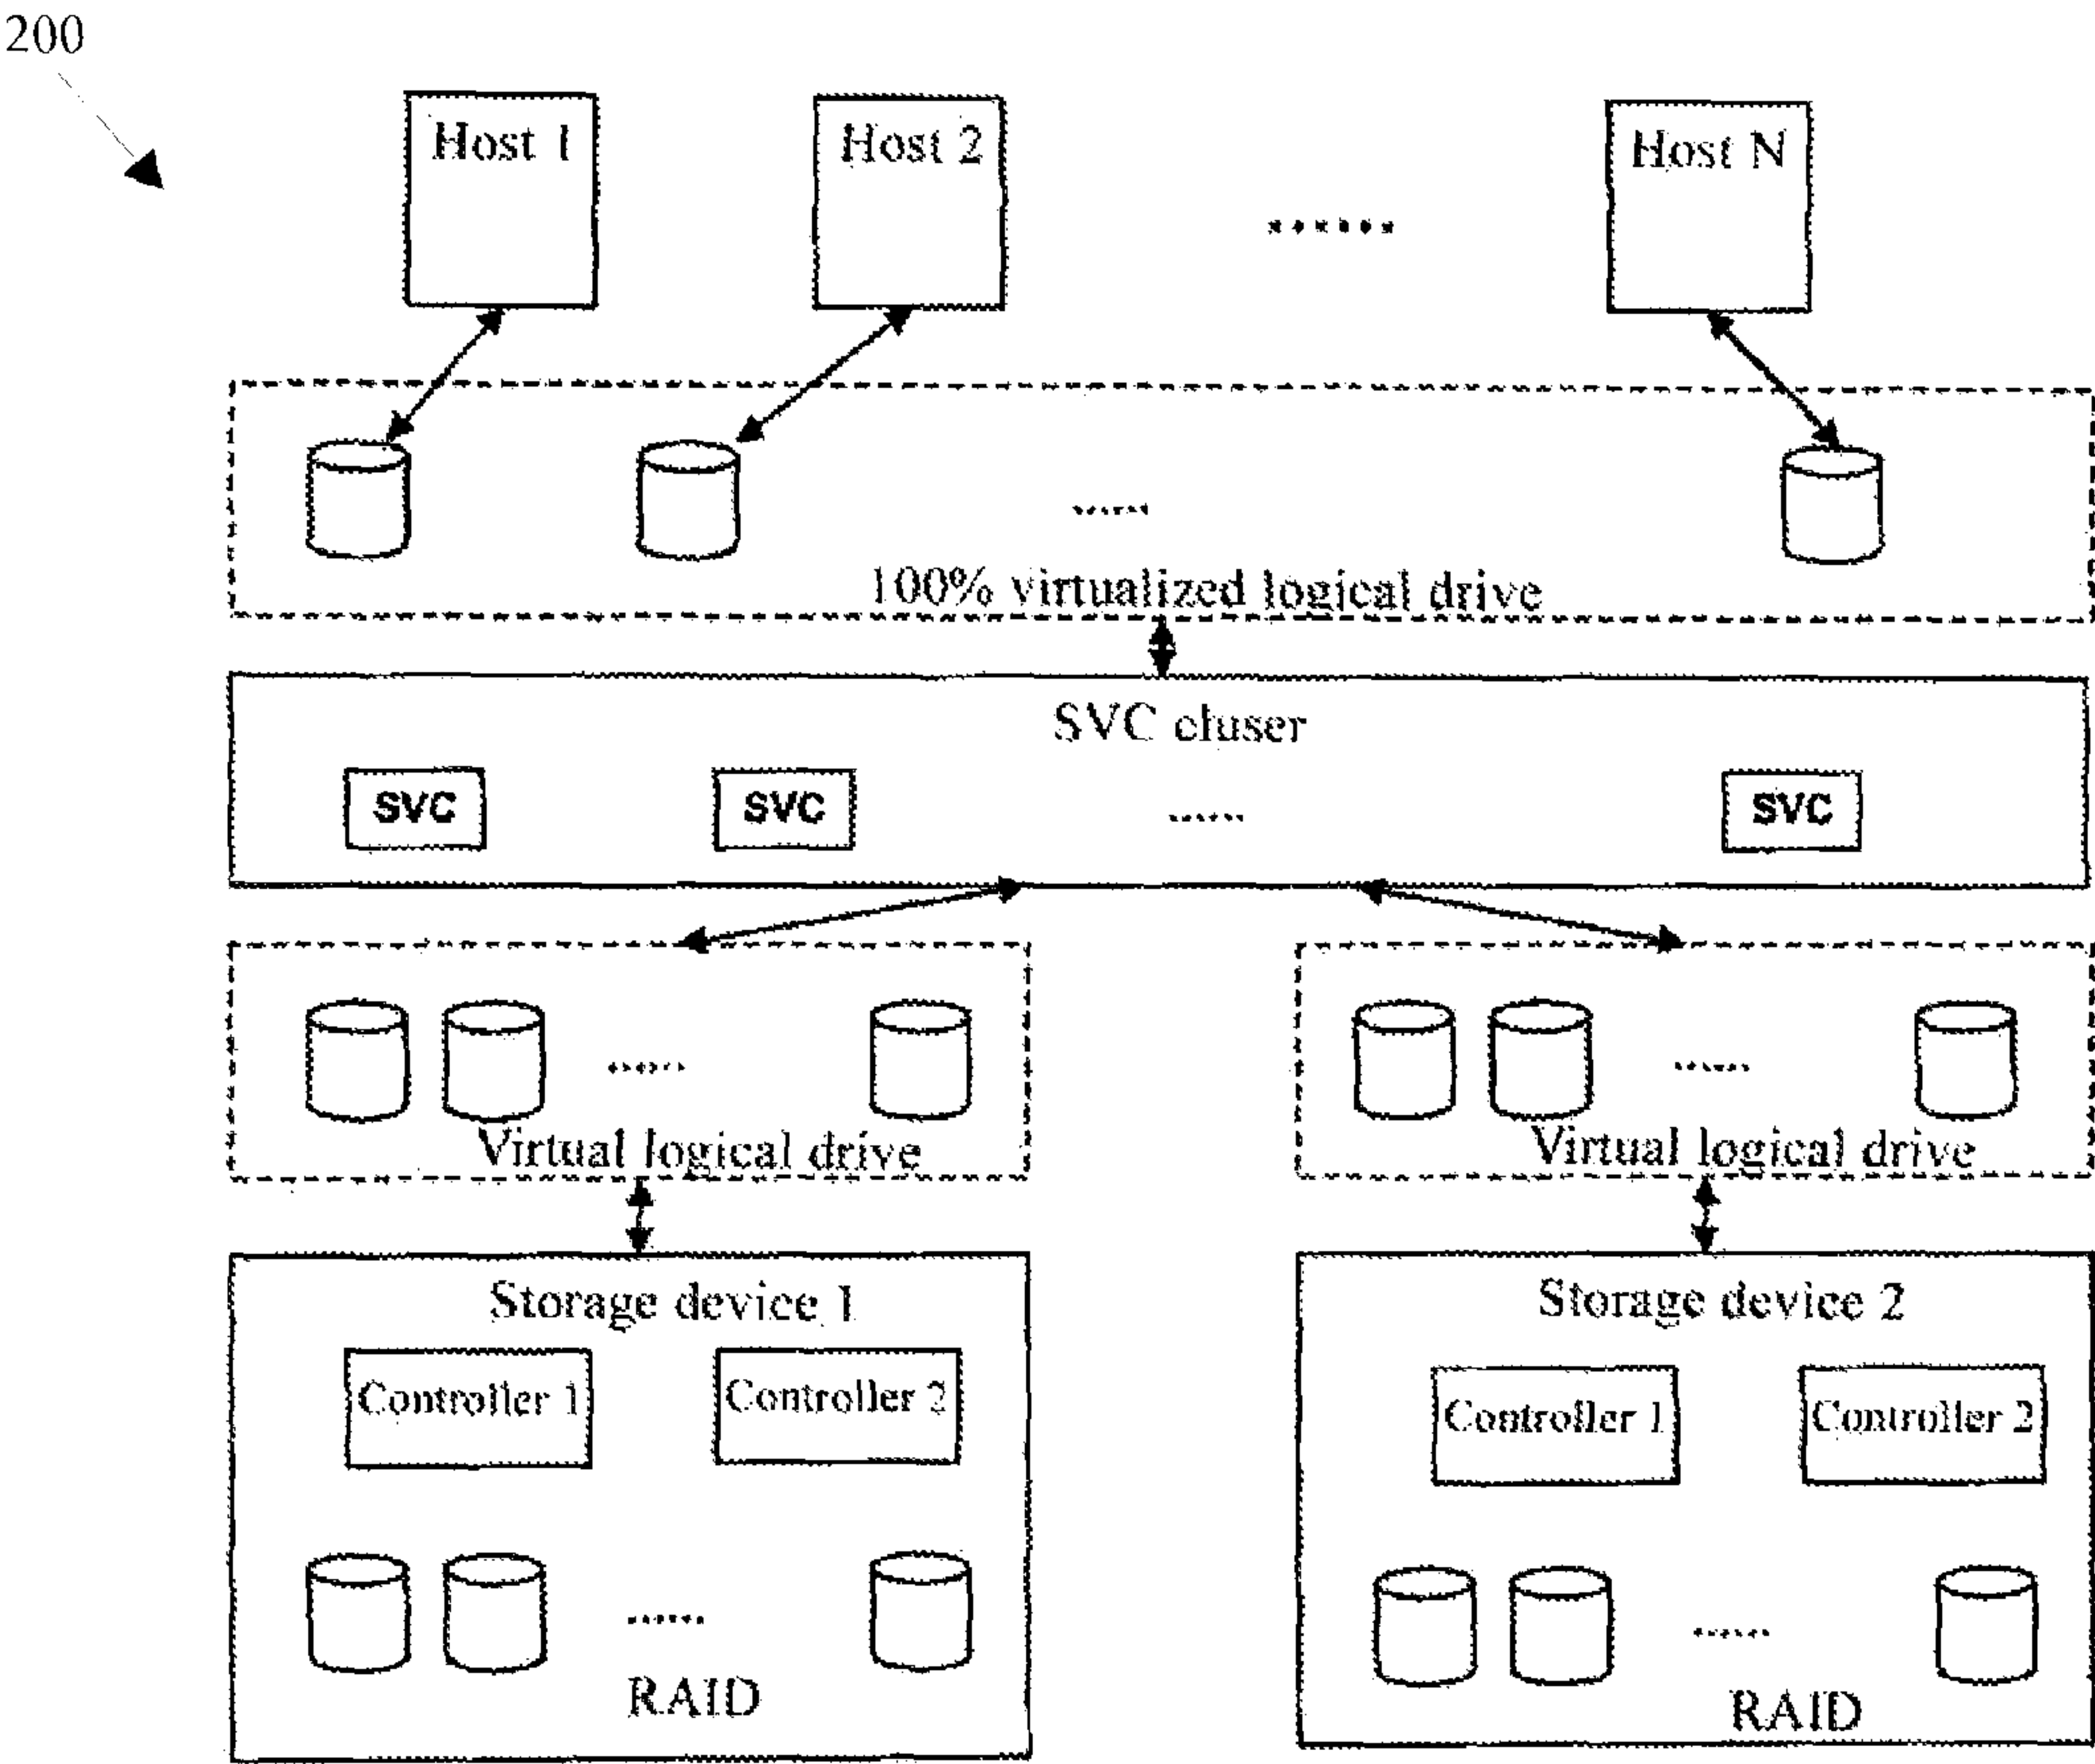 200
Host 1
Host 2
......
Host N
......
100% virtualized logical drive
SVC cluser
SVC
SVC
......
SVC
......
Virtual logical drive
......
Virtual logical drive
Storage device 1
Controller 1
Controller 2
......
RAID
Storage device 2
Controller 1
Controller 2
......
RAID